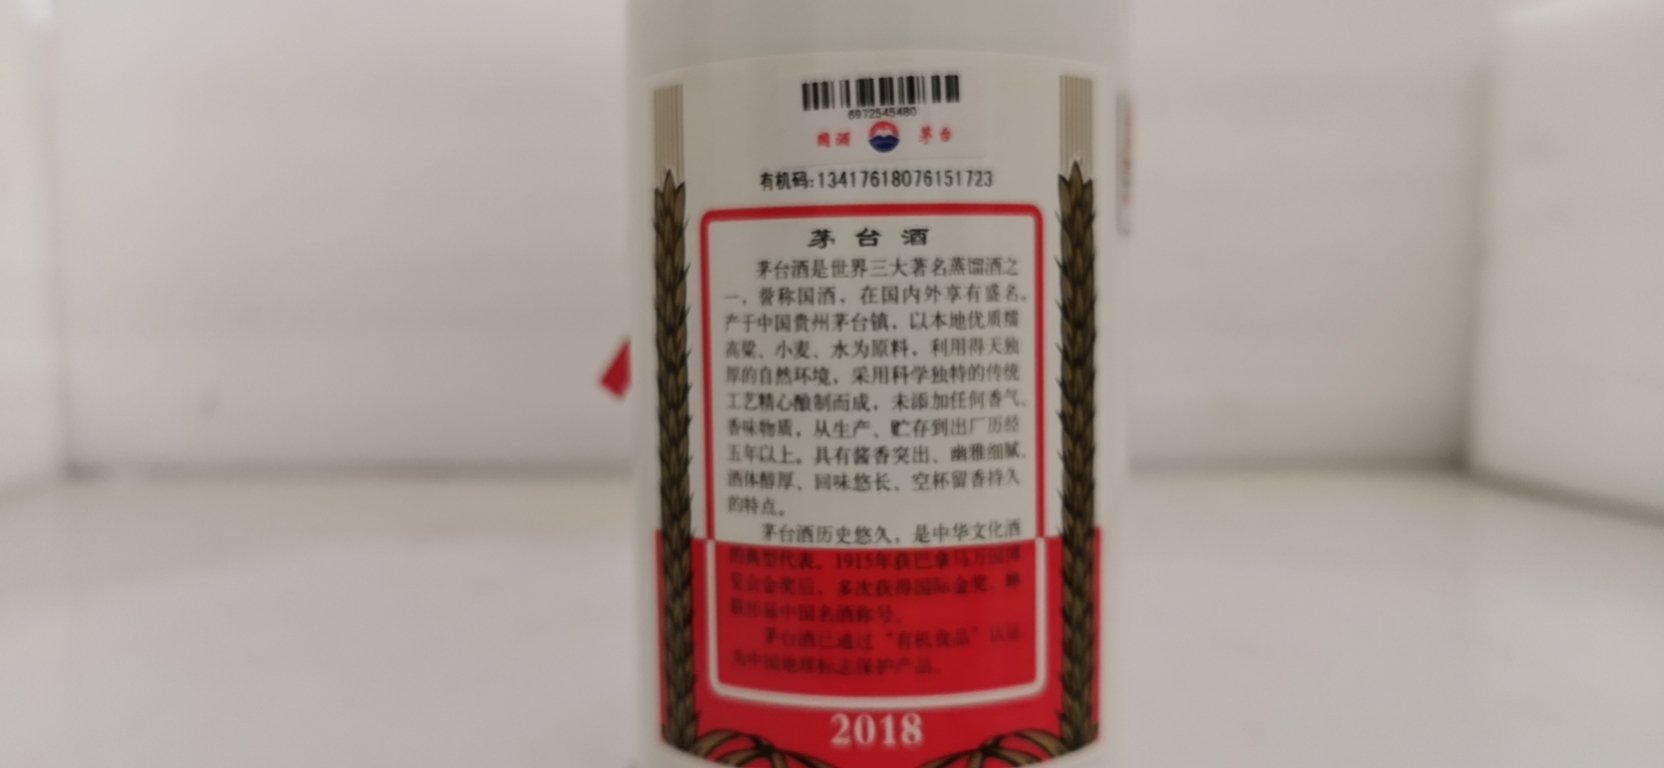 6972545480
國酒 茅台
有机码:13417618076151723
茅台酒
茅台酒是世界三大著名蒸馏酒之
一，誉称国酒，在国内外享有盛名。
产于中国贵州茅台镇，以本地优质糯
高粱、小麦、水为原料，利用得天独
厚的自然环境，采用科学独特的传统
工艺精心酿制而成，未添加任何香气、
香味物质，从生产、贮存到出厂历经
五年以上。具有酱香突出、幽雅细腻、
酒体醇厚、回味悠长、空杯留香持久
的特点。
茅台酒历史悠久，是中华文化酒
的典型代表。1915年获巴拿马万国博
览会金奖后，多次获得国际金奖，蝉
联历届中国名酒称号。
茅台酒已通过“有机食品”认证，
为中国地理标志保护产品。
2018